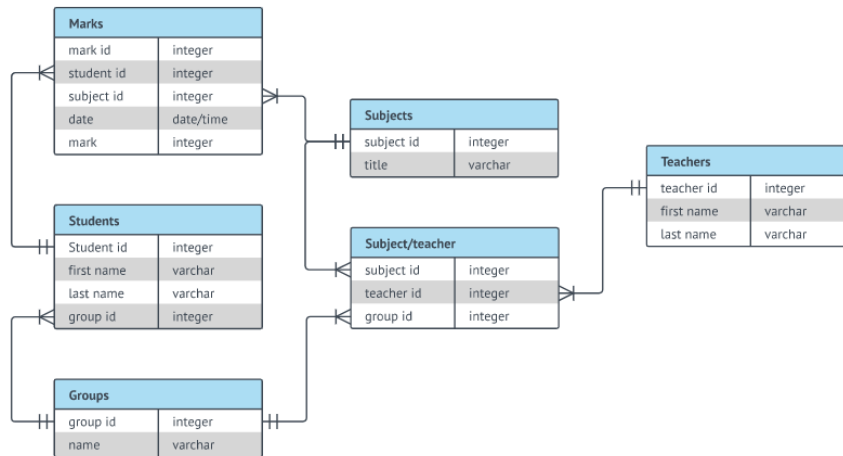 Marks
mark id integer
student id integer
subject id integer
date date/time
mark integer
Subjects
subject id integer
title varchar
Teachers
teacher id integer
first name varchar
last name varchar
Students
Student id integer
first name varchar
last name varchar
group id integer
Subject/teacher
subject id integer
teacher id integer
group id integer
Groups
group id integer
name varchar